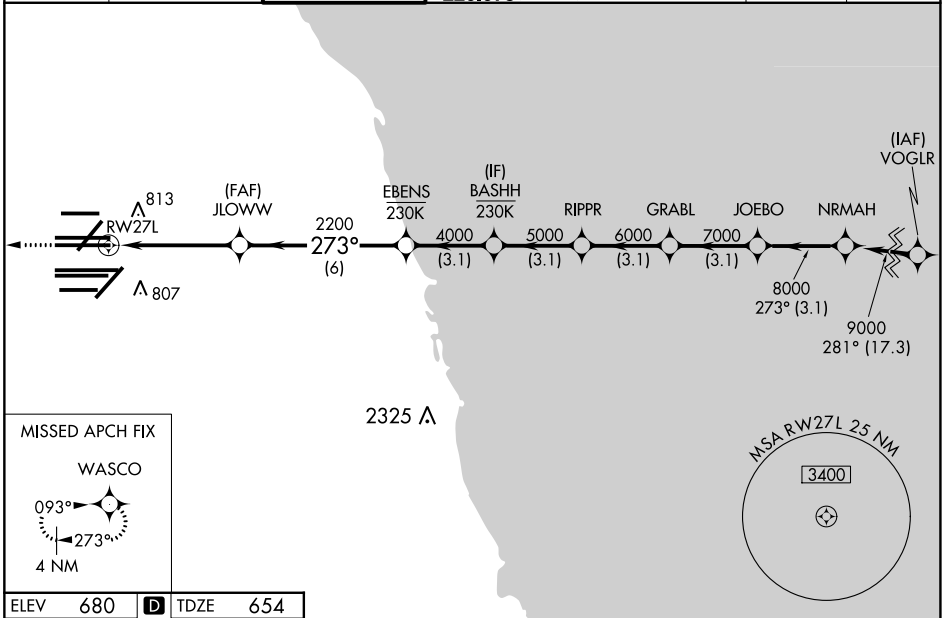 813
RW27L
(FAF)
JLOWW
2200
273°
(6)
EBENS
230K
4000
(3.1)
(IF)
BASHH
230K
5000
(3.1)
RIPPR
6000
(3.1)
GRABL
7000
(3.1)
JOEBO
8000
273° (3.1)
NRMAH
9000
281° (17.3)
(IAF)
VOGLR
807
2325
MISSED APCH FIX
WASCO
093°
273°
4 NM
MSA RW27L 25 NM
3400
ELEV 680 D TDZE 654